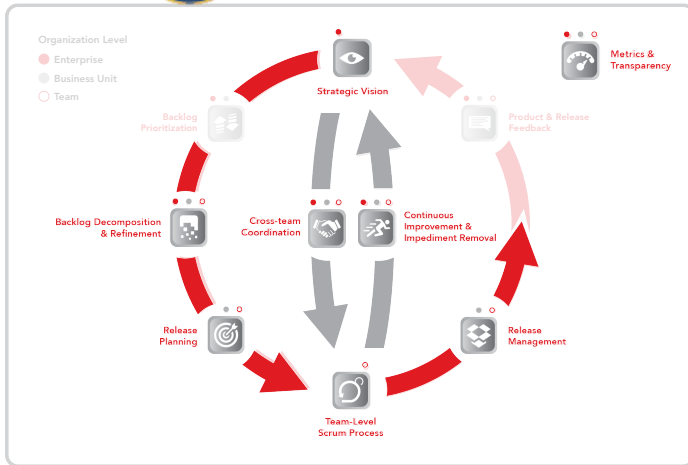 Organization Level
Enterprise
Business Unit
Team
Strategic Vision
Metrics &
Transparency
Backlog
Prioritization
Product & Release
Feedback
Backlog Decomposition
& Refinement
Cross-team
Coordination
Continuous
Improvement &
Impediment Removal
Release
Planning
Release
Management
Team-Level
Scrum Process